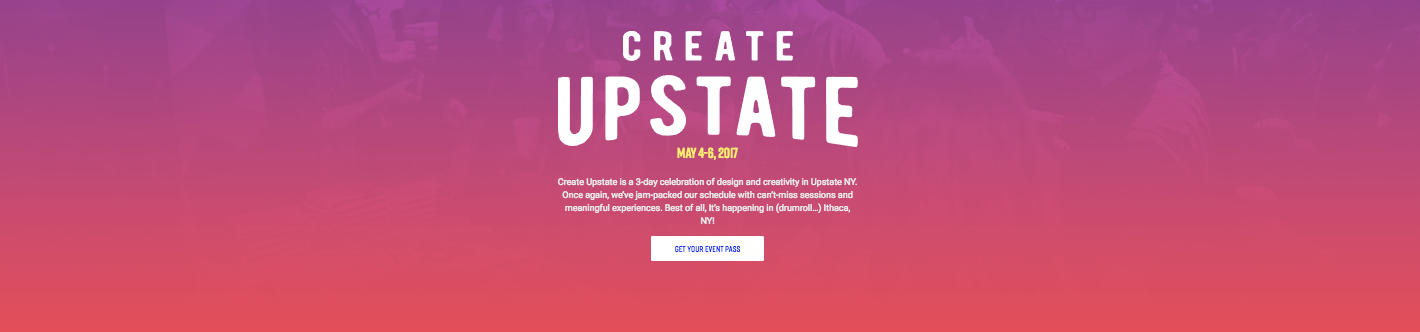 CREATE
UPSTATE
MAY 4-6, 2017
Create Upstate is a 3-day celebration of design and creativity in Upstate NY.
Once again, we've jam-packed our schedule with can't-miss sessions and
meaningful experiences. Best of all, It's happening in (drumroll...) Ithaca,
NY!
GET YOUR EVENT PASS